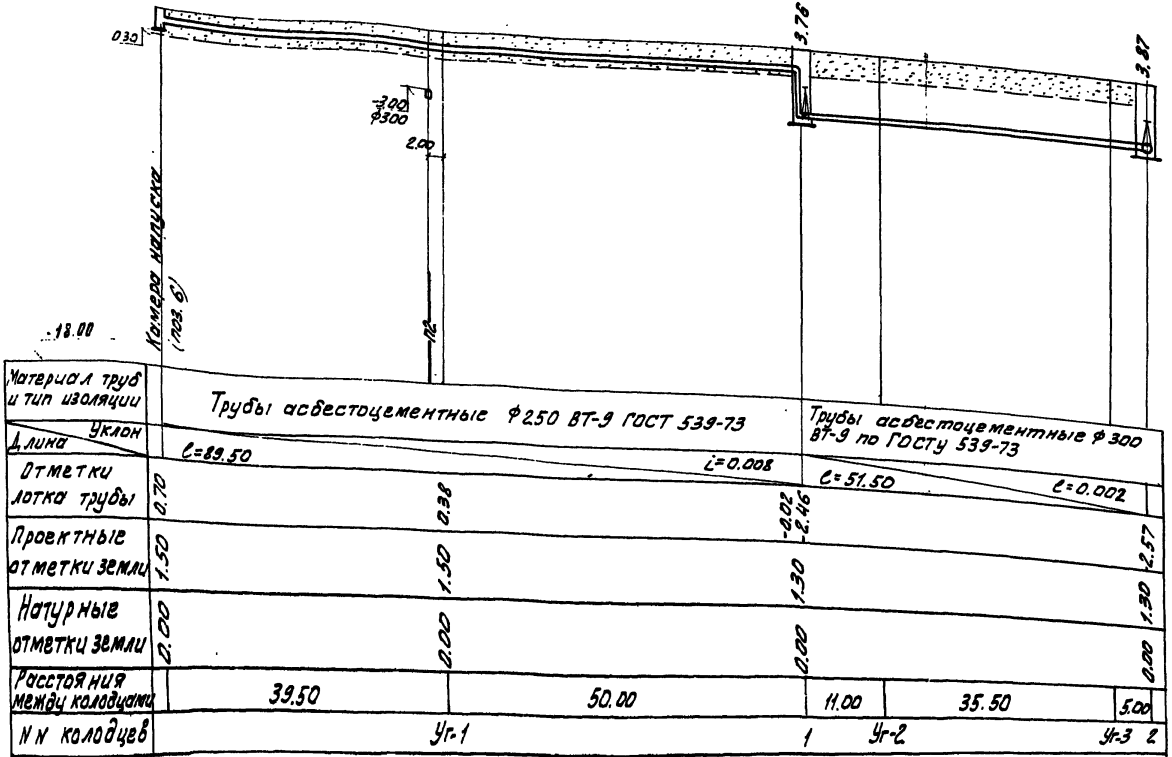 0.30
3.76
3.87
-3.00
ф300
2.00
Камера напуска
(поз. 6)
п2
-18.00
Материал труб
и тип изоляции
Трубы асбестоцементные ф250 ВТ-9 ГОСТ 539-73
Трубы асбестоцементные ф300
ВТ-9 по ГОСТу 539-73
Уклон
Длина
ℓ=89.50
i=0.008
ℓ=51.50
ℓ=0.002
Отметки
лотка трубы
0.70
0.38
-0.02
-2.46
-2.57
Проектные
отметки земли
1.50
1.50
1.30
1.30
Натурные
отметки земли
0.00
0.00
0.00
0.00
Расстояния
между колодцами
39.50
50.00
11.00
35.50
5.00
NN колодцев
Уг-1
1
Уг-2
Уг-3
2